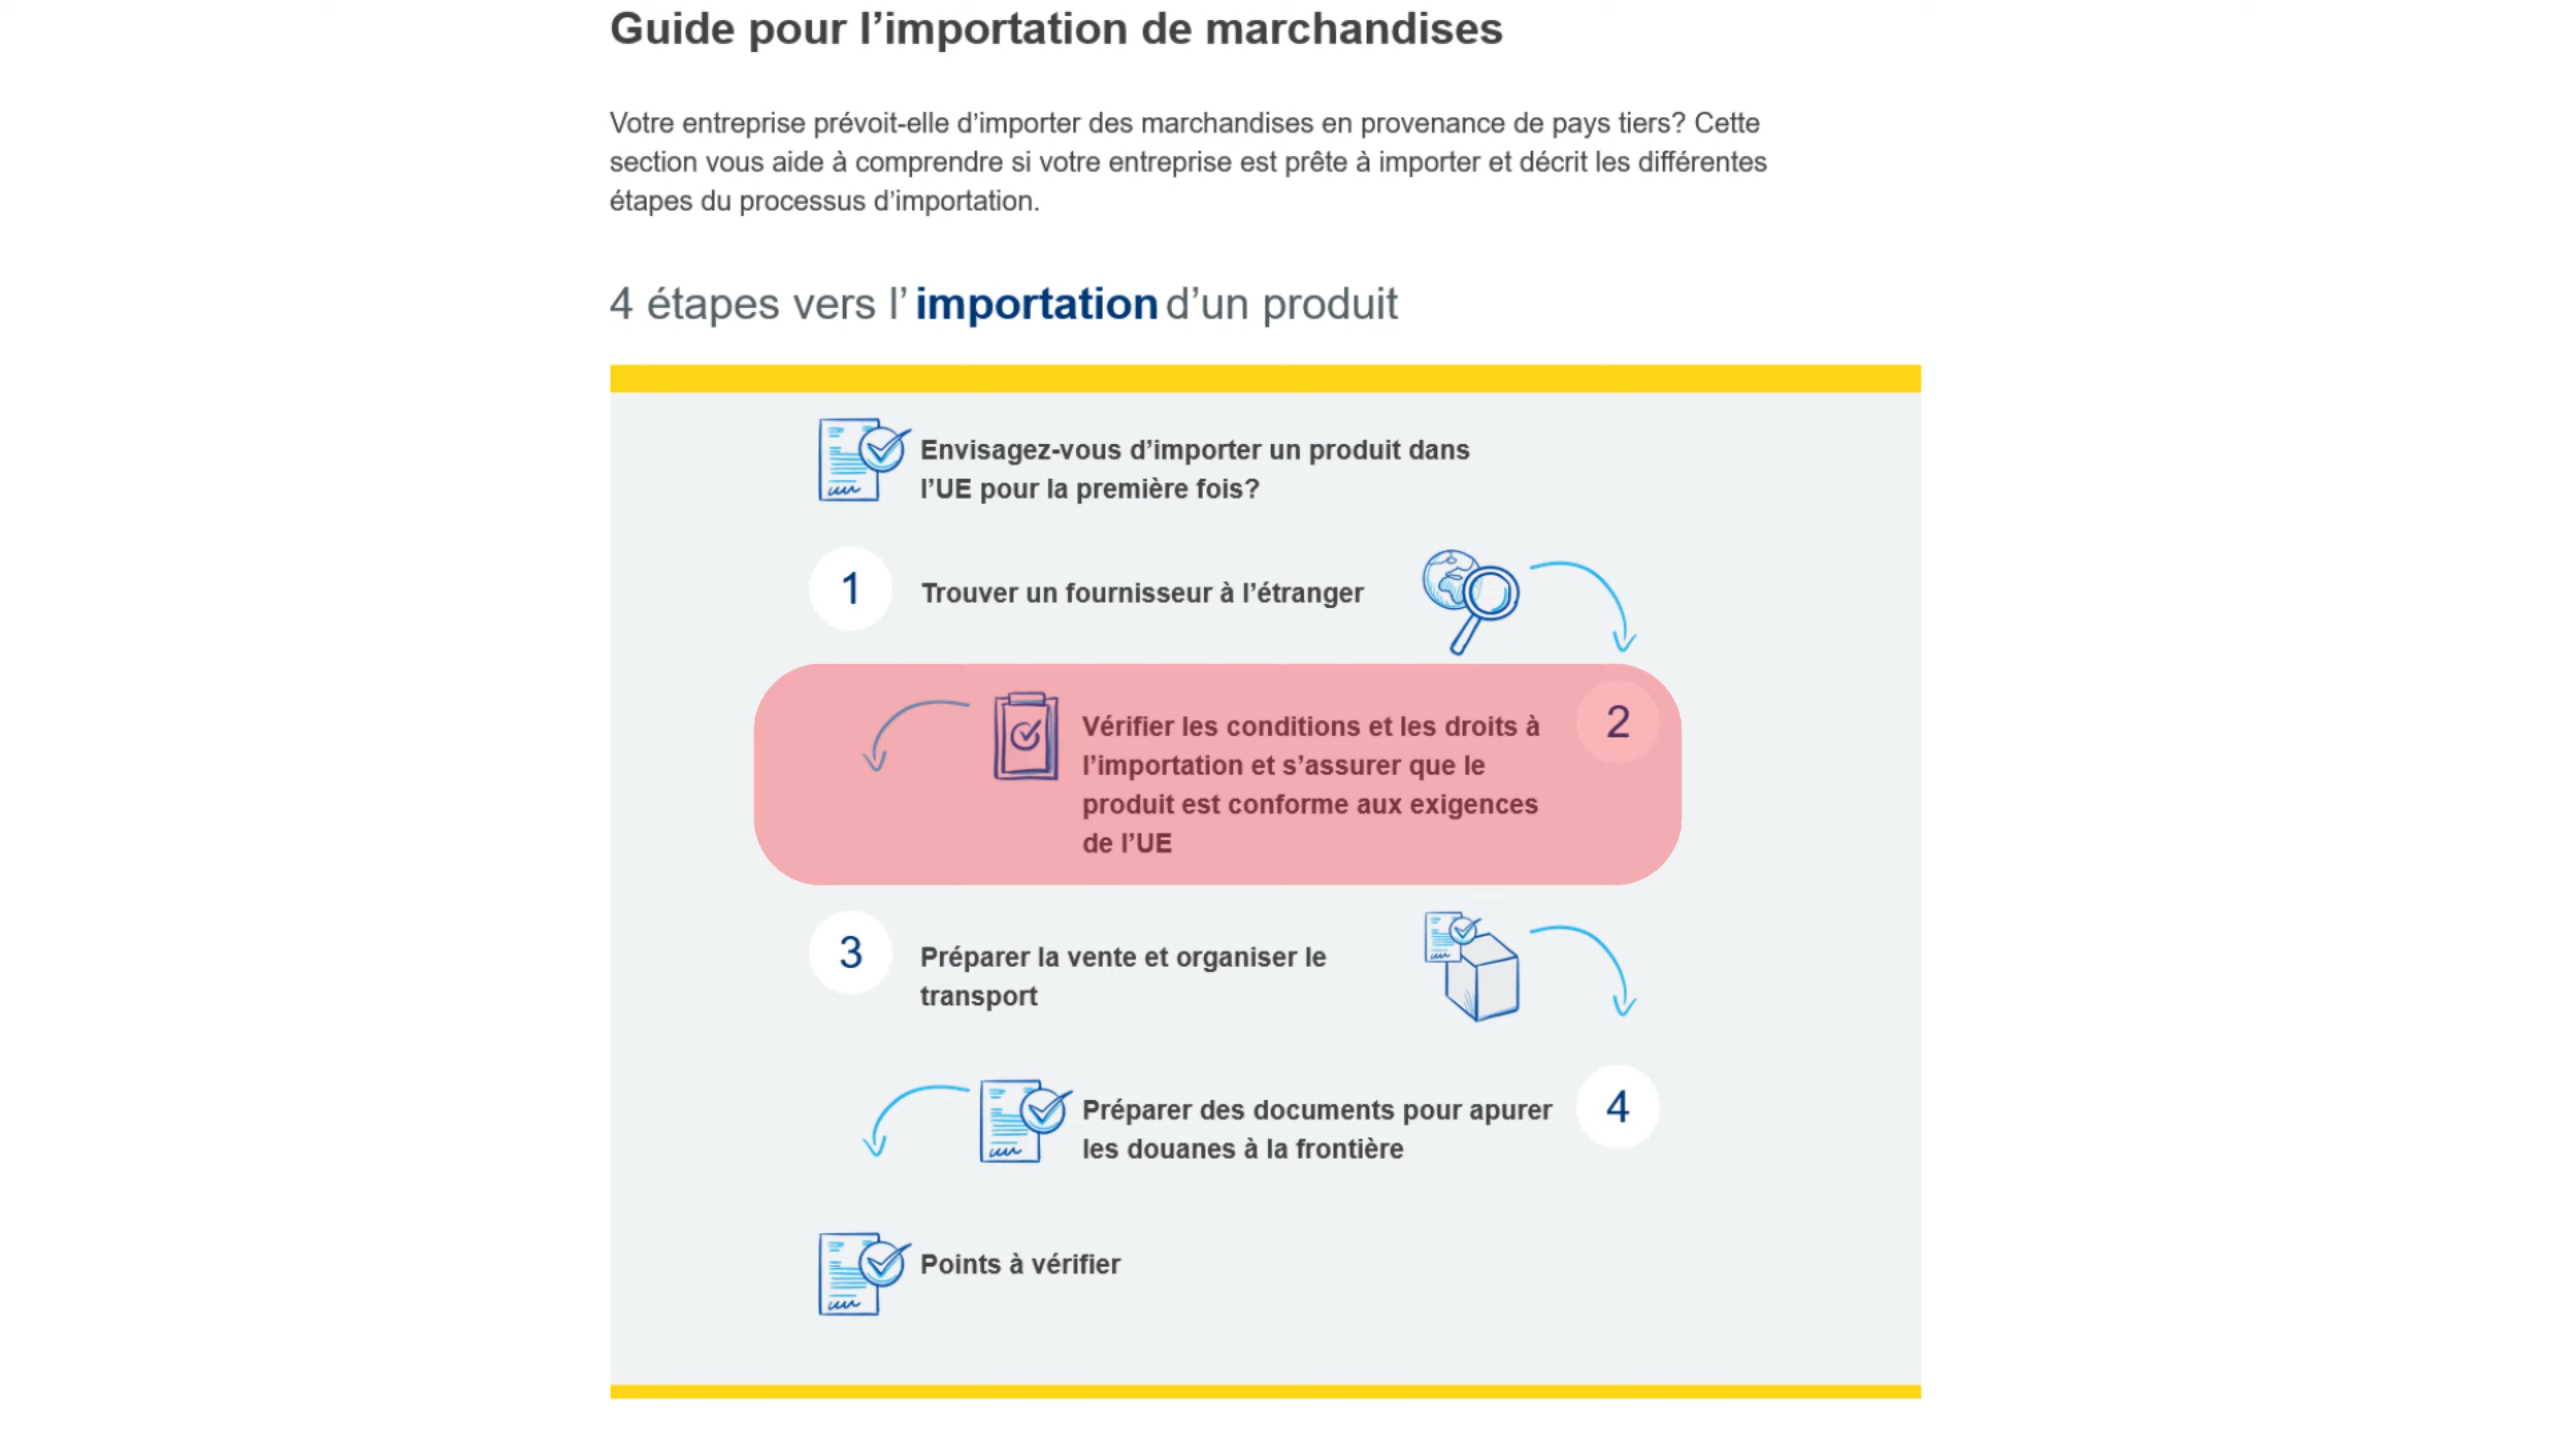 Guide pour l’importation de marchandises
Votre entreprise prévoit-elle d’importer des marchandises en provenance de pays tiers? Cette
section vous aide à comprendre si votre entreprise est prête à importer et décrit les différentes
étapes du processus d’importation.
4 étapes vers l’importation d’un produit
Envisagez-vous d’importer un produit dans
l’UE pour la première fois?
1
Trouver un fournisseur à l’étranger
Vérifier les conditions et les droits à
l’importation et s’assurer que le
produit est conforme aux exigences
de l’UE
2
3
Préparer la vente et organiser le
transport
Préparer des documents pour apurer
les douanes à la frontière
4
Points à vérifier